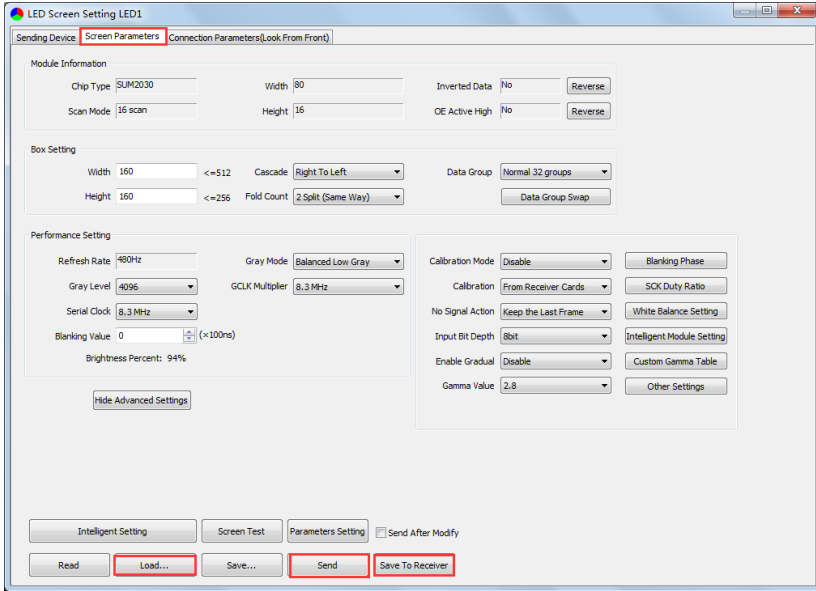 LED Screen Setting LED1
Sending Device Screen Parameters Connection Parameters(Look From Front)
Module Information
Chip Type SUM2030 Width 80 Inverted Data No Reverse
Scan Mode 16 scan Height 16 OE Active High No Reverse
Box Setting
Width 160 <=512 Cascade Right To Left Data Group Normal 32 groups
Height 160 <=256 Fold Count 2 Split (Same Way) Data Group Swap
Performance Setting
Refresh Rate 480Hz Gray Mode Balanced Low Gray Calibration Mode Disable Blanking Phase
Gray Level 4096 GCLK Multiplier 8.3 MHz Calibration From Receiver Cards SCK Duty Ratio
Serial Clock 8.3 MHz No Signal Action Keep the Last Frame White Balance Setting
Blanking Value 0 (×100ns) Input Bit Depth 8bit Intelligent Module Setting
Brightness Percent: 94% Enable Gradual Disable Custom Gamma Table
Gamma Value 2.8 Other Settings
Hide Advanced Settings
Intelligent Setting Screen Test Parameters Setting Send After Modify
Read Load... Save... Send Save To Receiver